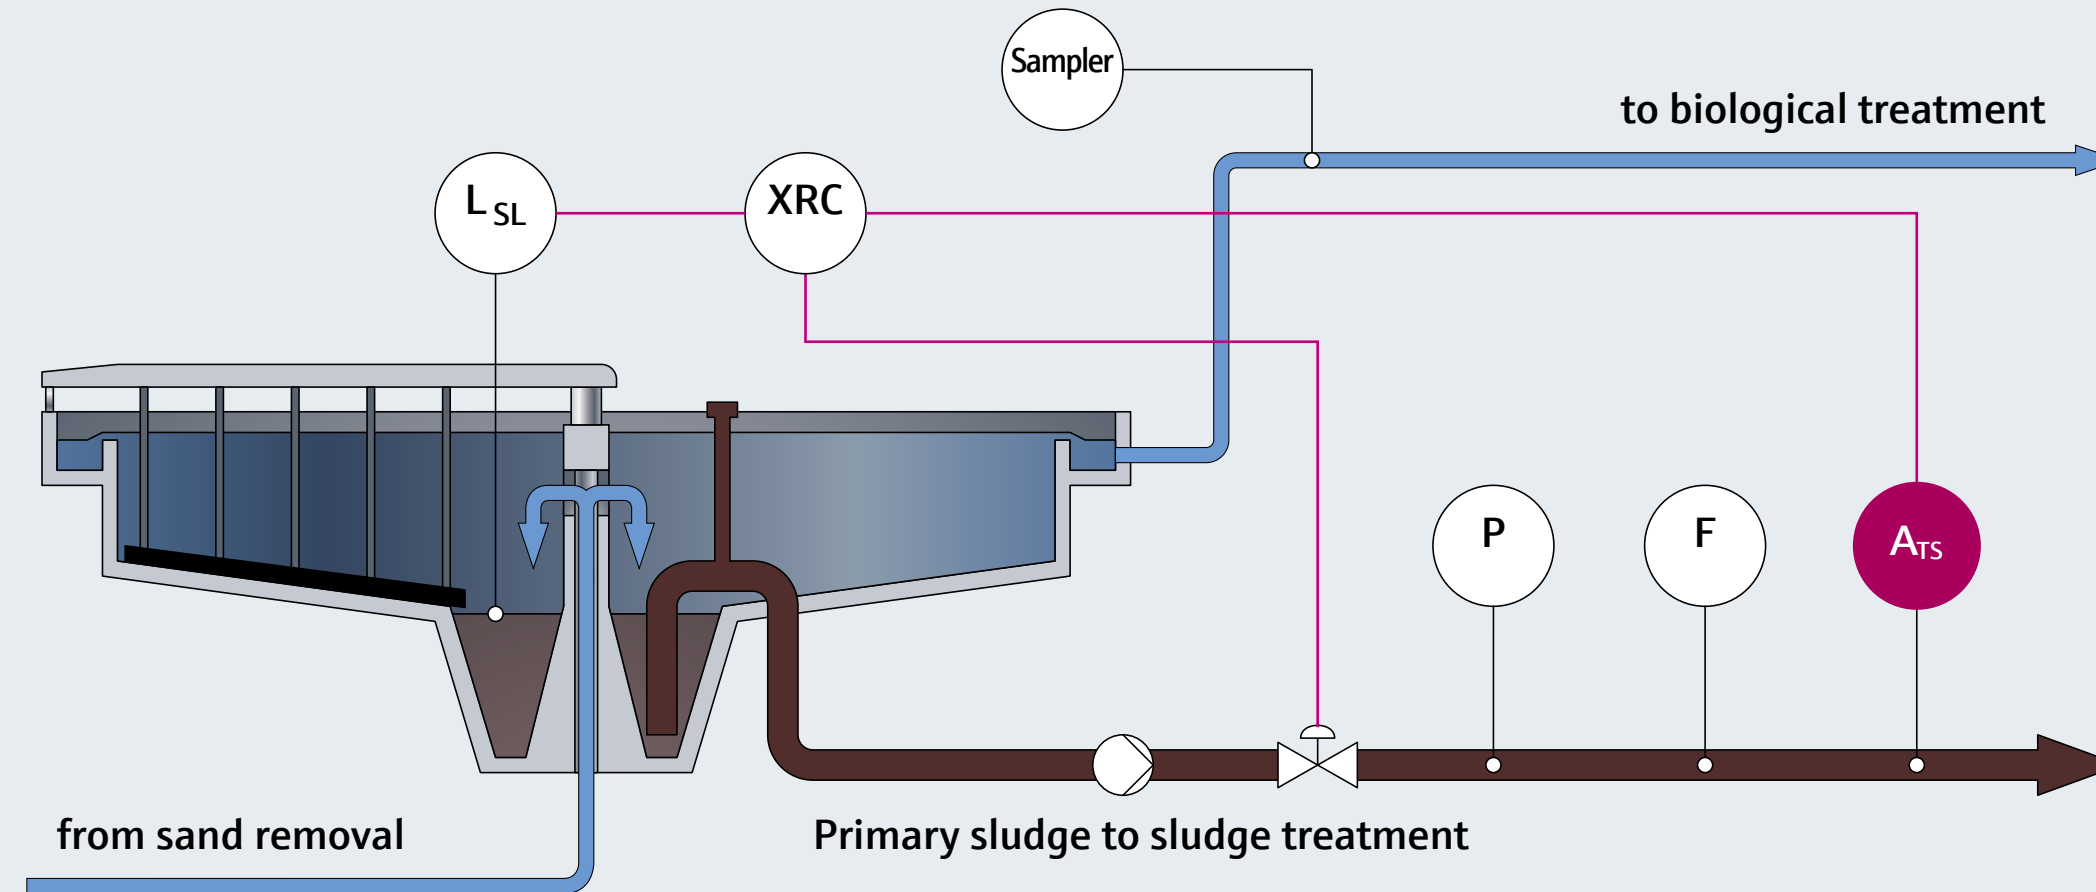 Sampler
to biological treatment
L SL
XRC
P
F
ATS
from sand removal
Primary sludge to sludge treatment